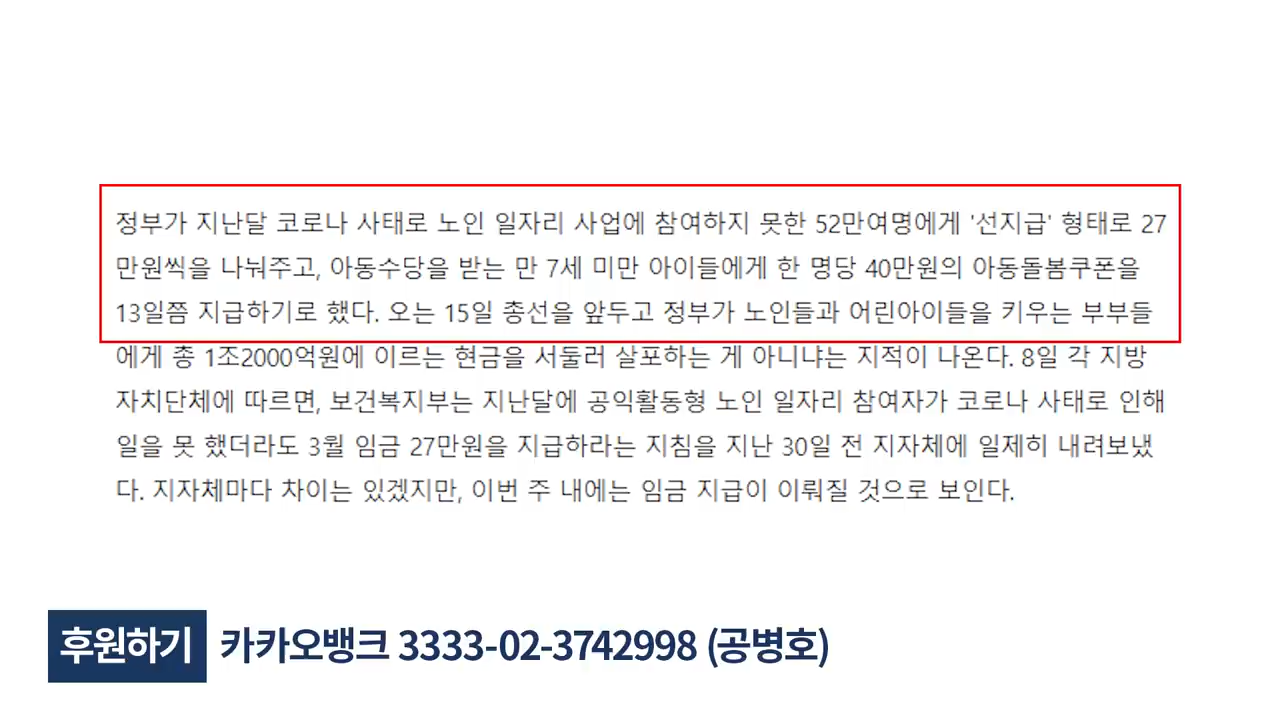 정부가 지난달 코로나 사태로 노인 일자리 사업에 참여하지 못한 52만여명에게 '선지급' 형태로 27
만원씩을 나눠주고, 아동수당을 받는 만 7세 미만 아이들에게 한 명당 40만원의 아동돌봄쿠폰을
13일쯤 지급하기로 했다. 오는 15일 총선을 앞두고 정부가 노인들과 어린아이들을 키우는 부부들
에게 총 1조2000억원에 이르는 현금을 서둘러 살포하는 게 아니냐는 지적이 나온다. 8일 각 지방
자치단체에 따르면, 보건복지부는 지난달에 공익활동형 노인 일자리 참여자가 코로나 사태로 인해
일을 못 했더라도 3월 임금 27만원을 지급하라는 지침을 지난 30일 전 지자체에 일제히 내려보냈
다. 지자체마다 차이는 있겠지만, 이번 주 내에는 임금 지급이 이뤄질 것으로 보인다.
후원하기 카카오뱅크 3333-02-3742998 (공병호)